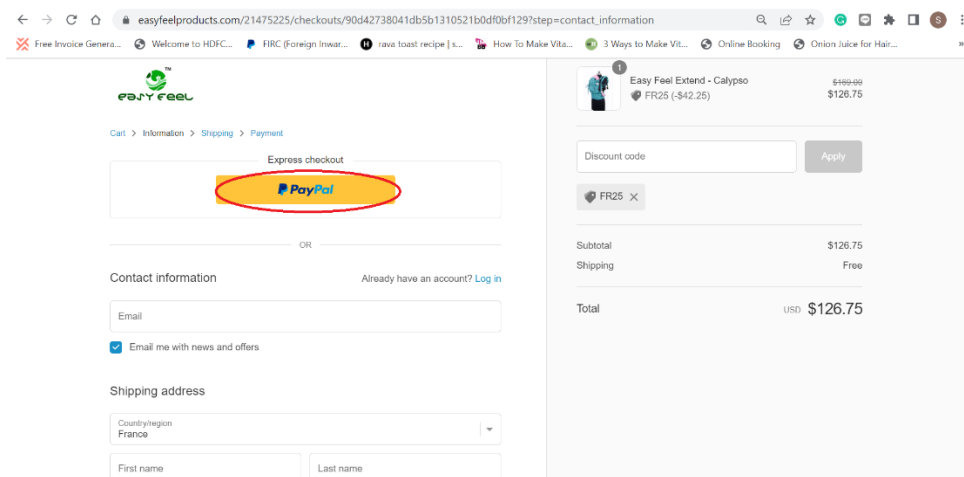 easyfeelproducts.com/21475225/checkouts/90d42738041db5b1310521b0df0bf129?step=contact_information
S
Free Invoice Genera... Welcome to HDFC... FIRC (Foreign Inwar... rava toast recipe | s... How To Make Vita... 3 Ways to Make Vit... Online Booking Onion Juice for Hair... »
TM
easy feel
Cart > Information > Shipping > Payment
Express checkout
PayPal
OR
Contact information
Already have an account? Log in
Email
Email me with news and offers
Shipping address
Country/region
France
First name
Last name
1
Easy Feel Extend - Calypso
$169.00
FR25 (-$42.25)
$126.75
Discount code
Apply
FR25 ×
Subtotal $126.75
Shipping Free
Total USD $126.75